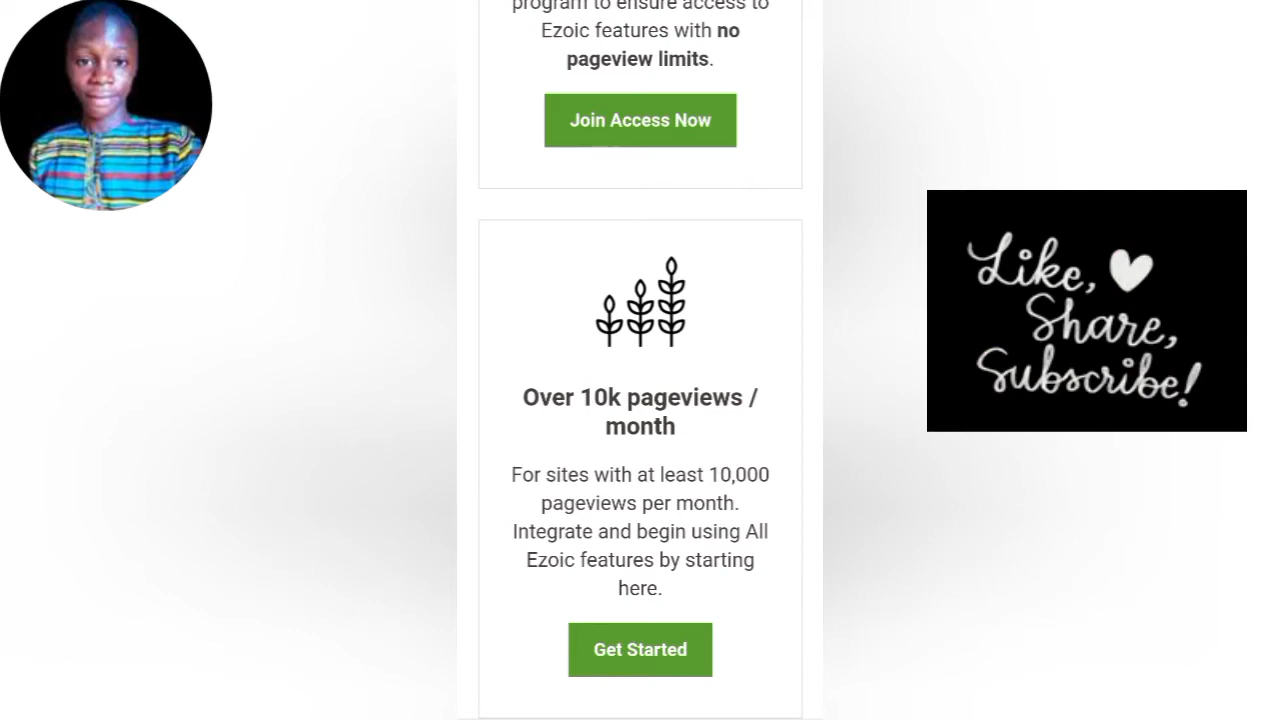 program to ensure access to
Ezoic features with no
pageview limits.
Join Access Now
Over 10k pageviews /
month
For sites with at least 10,000
pageviews per month.
Integrate and begin using All
Ezoic features by starting
here.
Get Started
Like,
Share,
Subscribe!